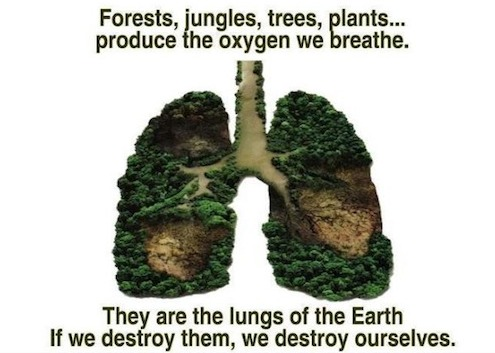 Forests, jungles, trees, plants...
produce the oxygen we breathe.
They are the lungs of the Earth
If we destroy them, we destroy ourselves.